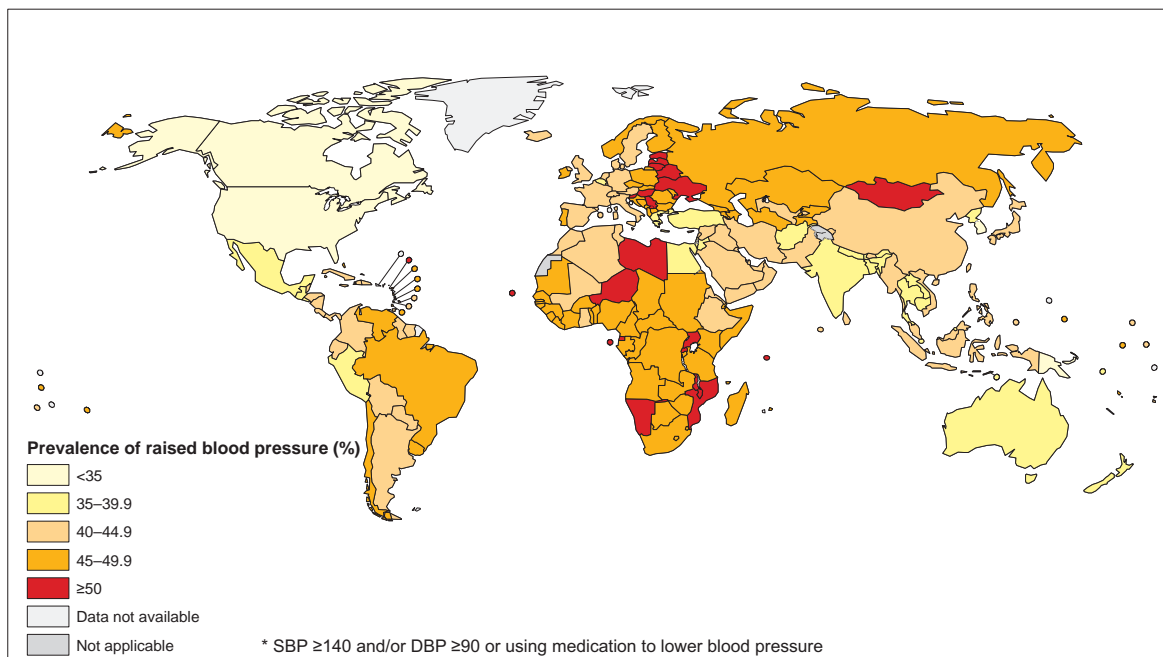 Prevalence of raised blood pressure (%)
<35
35–39.9
40–44.9
45–49.9
≥50
Data not available
Not applicable
* SBP ≥140 and/or DBP ≥90 or using medication to lower blood pressure